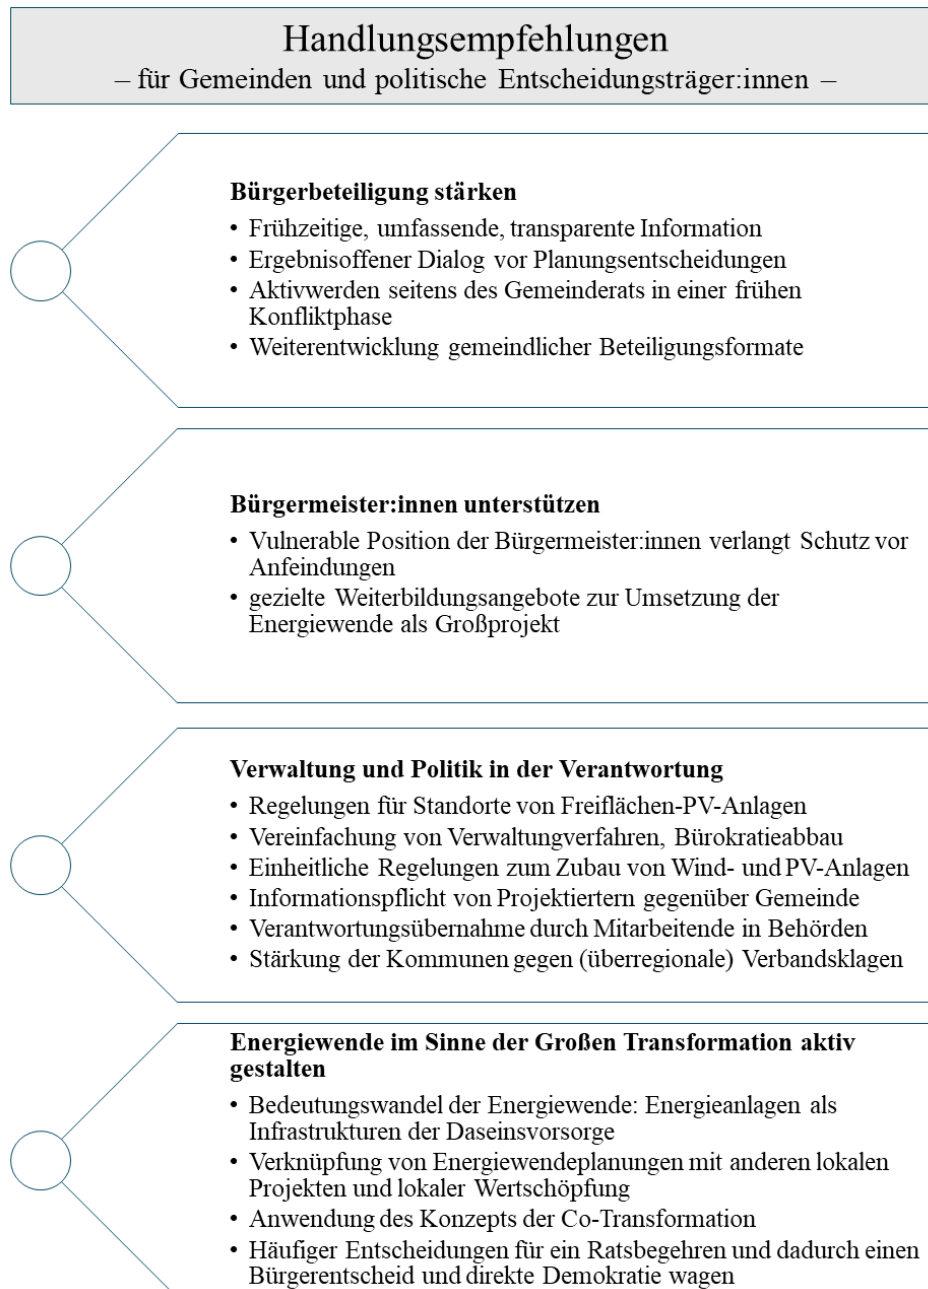 Handlungsempfehlungen
– für Gemeinden und politische Entscheidungsträger:innen –
Bürgerbeteiligung stärken
• Frühzeitige, umfassende, transparente Information
• Ergebnisoffener Dialog vor Planungsentscheidungen
• Aktivwerden seitens des Gemeinderats in einer frühen
Konfliktphase
• Weiterentwicklung gemeindlicher Beteiligungsformate
Bürgermeister:innen unterstützen
• Vulnerable Position der Bürgermeister:innen verlangt Schutz vor
Anfeindungen
• gezielte Weiterbildungsangebote zur Umsetzung der
Energiewende als Großprojekt
Verwaltung und Politik in der Verantwortung
• Regelungen für Standorte von Freiflächen-PV-Anlagen
• Vereinfachung von Verwaltungverfahren, Bürokratieabbau
• Einheitliche Regelungen zum Zubau von Wind- und PV-Anlagen
• Informationspflicht von Projektiertern gegenüber Gemeinde
• Verantwortungsübernahme durch Mitarbeitende in Behörden
• Stärkung der Kommunen gegen (überregionale) Verbandsklagen
Energiewende im Sinne der Großen Transformation aktiv
gestalten
• Bedeutungswandel der Energiewende: Energieanlagen als
Infrastrukturen der Daseinsvorsorge
• Verknüpfung von Energiewendeplanungen mit anderen lokalen
Projekten und lokaler Wertschöpfung
• Anwendung des Konzepts der Co-Transformation
• Häufiger Entscheidungen für ein Ratsbegehren und dadurch einen
Bürgerentscheid und direkte Demokratie wagen